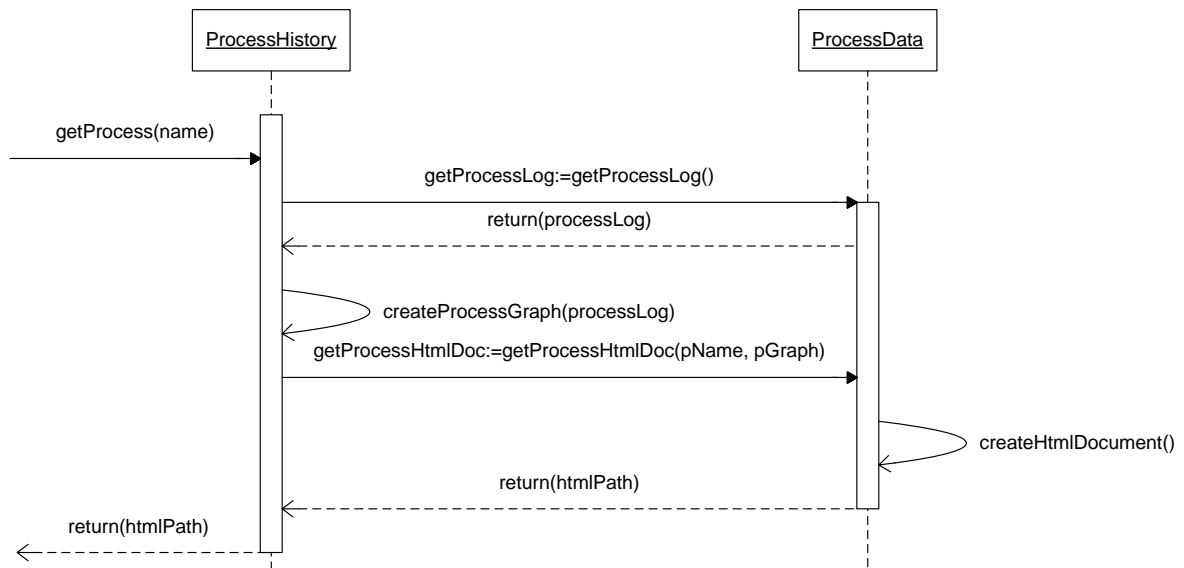 ProcessHistory
ProcessData
getProcess(name)
getProcessLog:=getProcessLog()
return(processLog)
createProcessGraph(processLog)
getProcessHtmlDoc:=getProcessHtmlDoc(pName, pGraph)
createHtmlDocument()
return(htmlPath)
return(htmlPath)